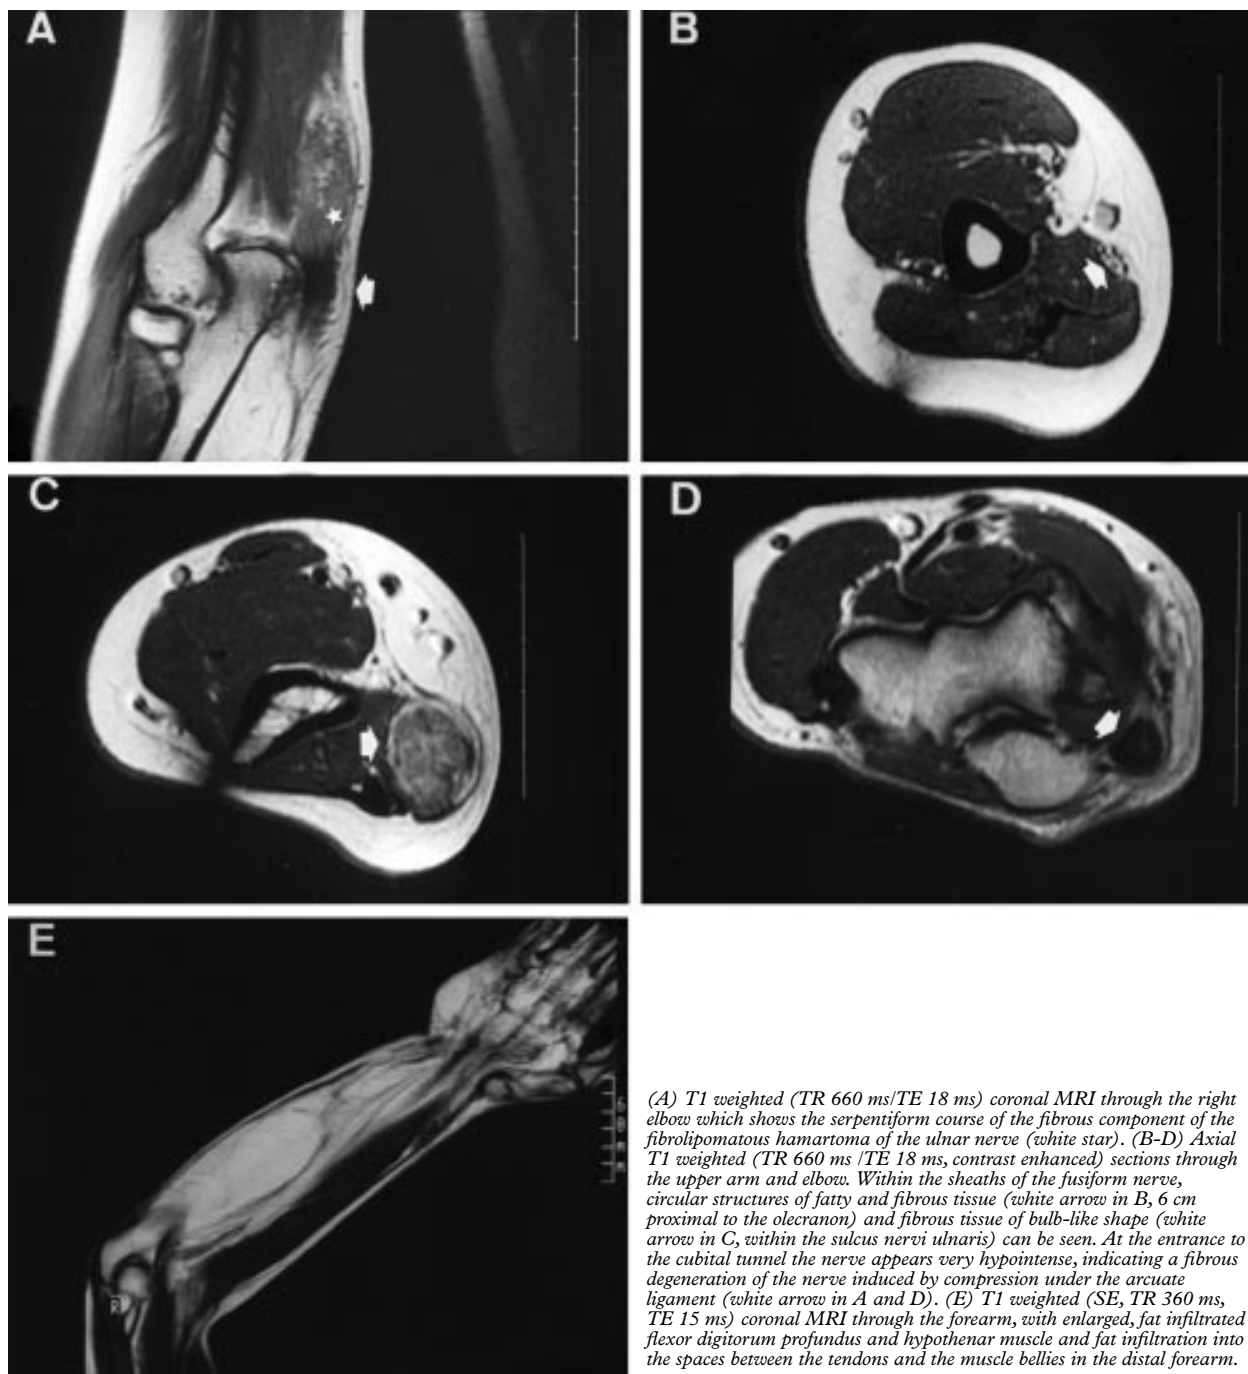 A
B
C
D
E
R
(A) T1 weighted (TR 660 ms/TE 18 ms) coronal MRI through the right
elbow which shows the serpentiform course of the fibrous component of the
fibrolipomatous hamartoma of the ulnar nerve (white star). (B-D) Axial
T1 weighted (TR 660 ms /TE 18 ms, contrast enhanced) sections through
the upper arm and elbow. Within the sheaths of the fusiform nerve,
circular structures of fatty and fibrous tissue (white arrow in B, 6 cm
proximal to the olecranon) and fibrous tissue of bulb-like shape (white
arrow in C, within the sulcus nervi ulnaris) can be seen. At the entrance to
the cubital tunnel the nerve appears very hypointense, indicating a fibrous
degeneration of the nerve induced by compression under the arcuate
ligament (white arrow in A and D). (E) T1 weighted (SE, TR 360 ms,
TE 15 ms) coronal MRI through the forearm, with enlarged, fat infiltrated
flexor digitorum profundus and hypothenar muscle and fat infiltration into
the spaces between the tendons and the muscle bellies in the distal forearm.